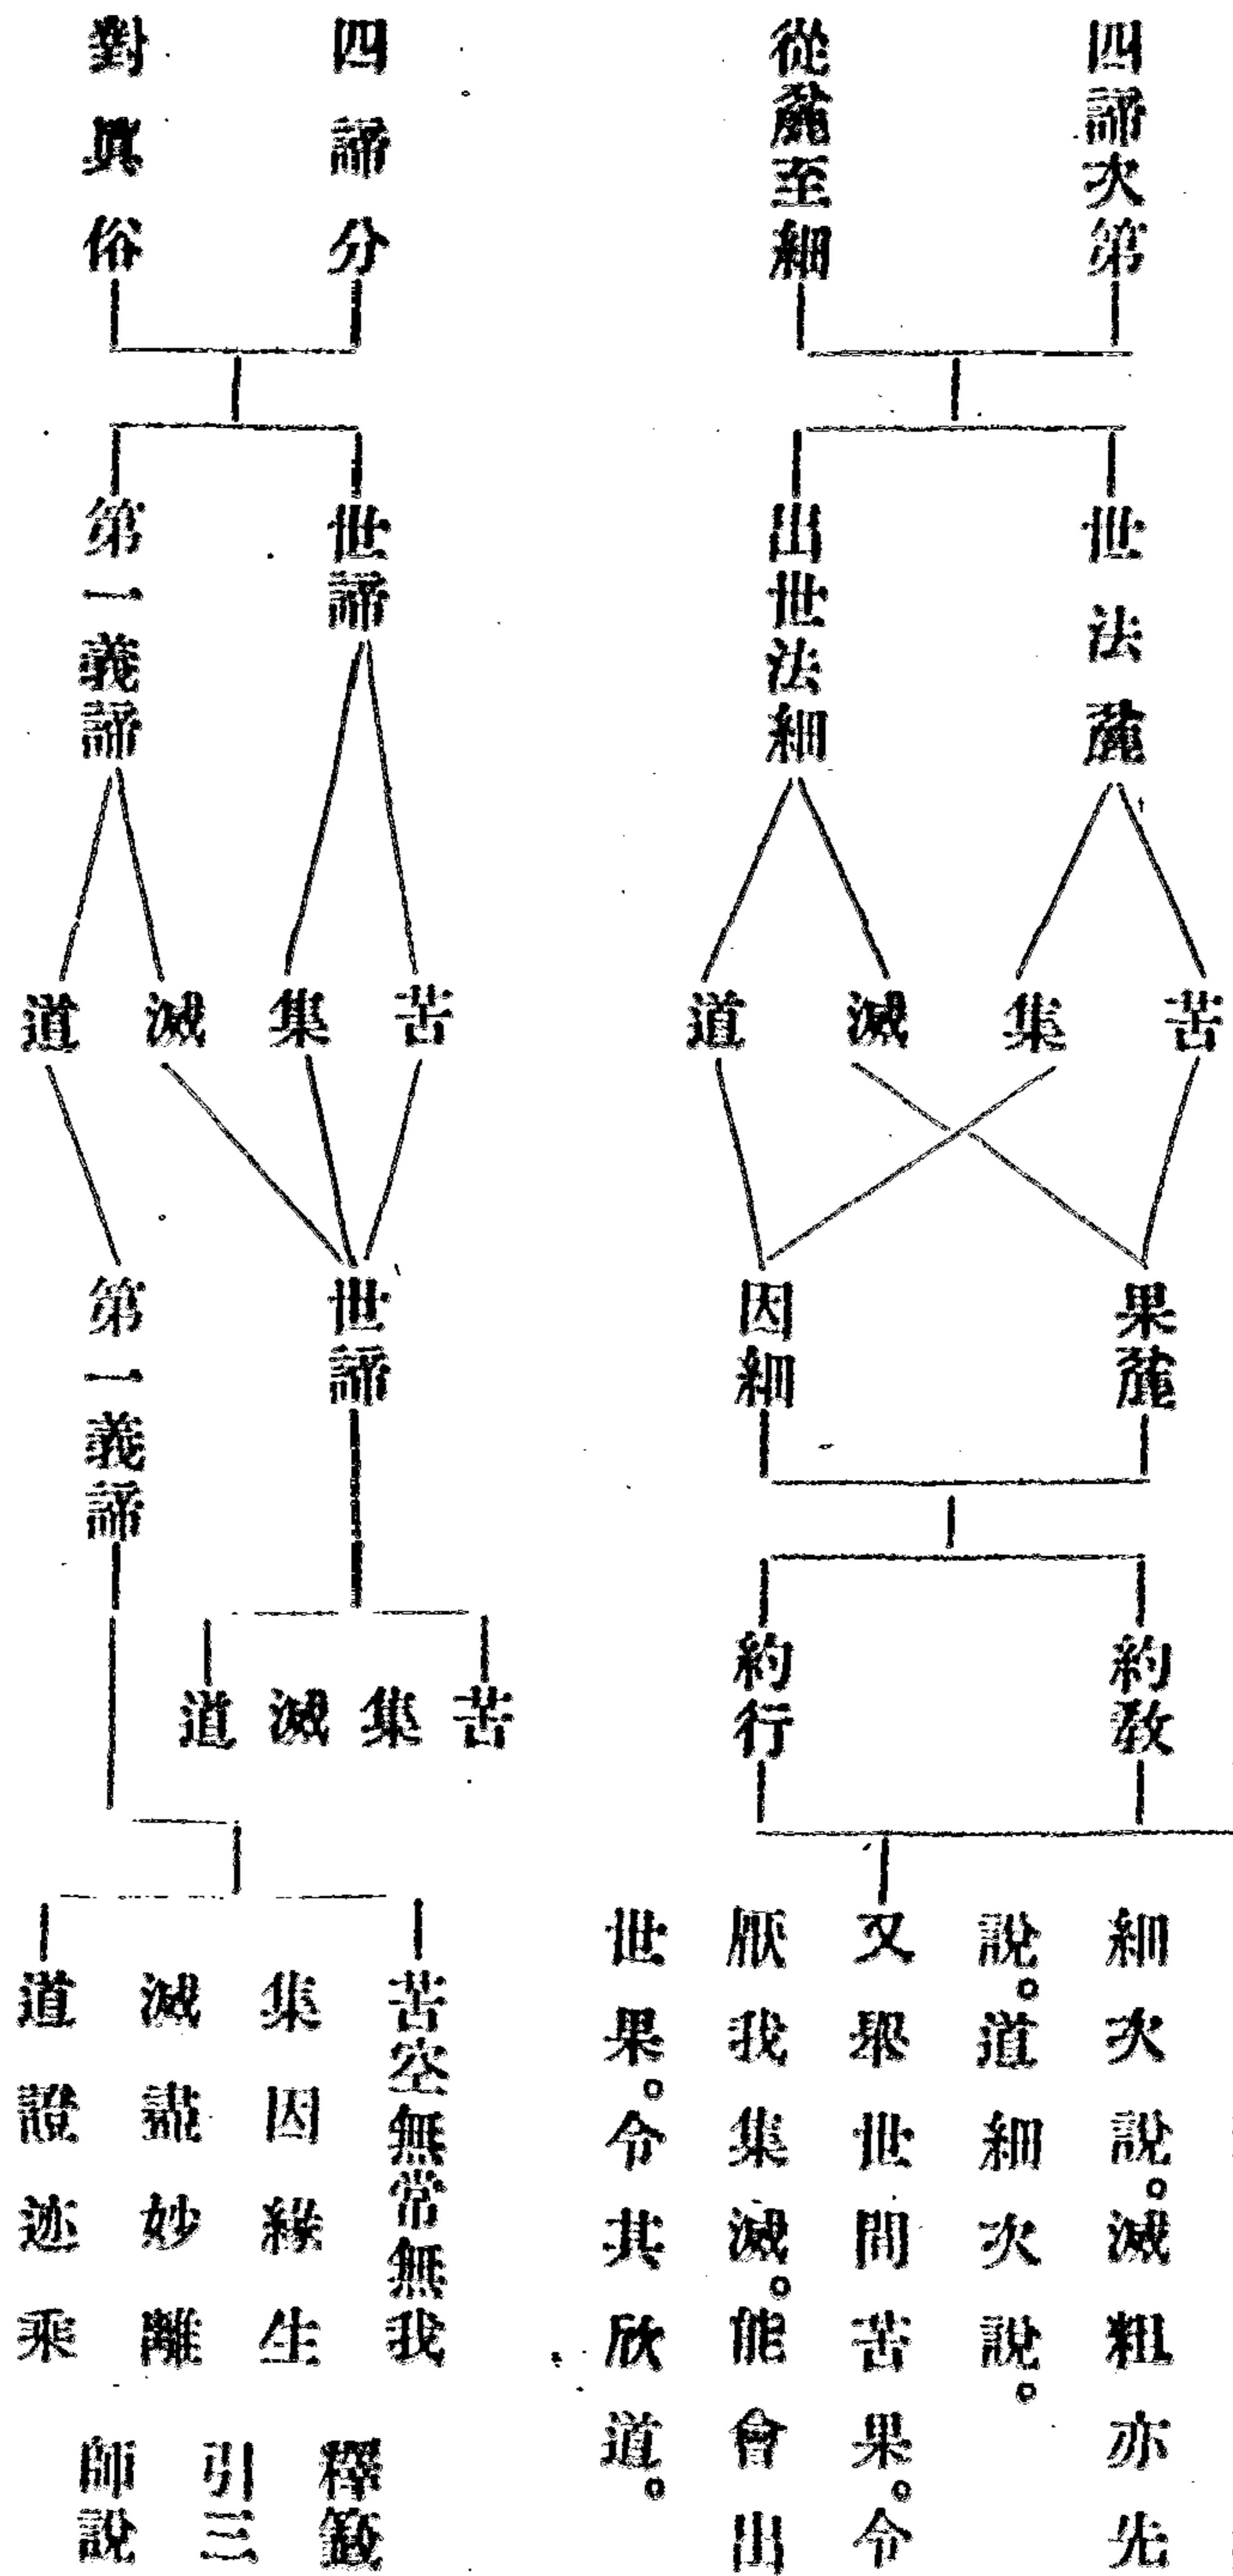 四諦次第
從麁至細
世法麁
出世法細
苦
集
滅
道
果麁
因細
約教
約行
細次說。滅粗亦先
說。道細次說。
又舉世間苦果。令
厭我集滅。能會出
世果。令其欣道。
四諦分
對眞俗
世諦
第一義諦
苦
集
滅
道
世諦
第一義諦
苦
集
滅
道
苦空無常無我
集因緣生
滅盡妙離
道證迹乘
釋籤
引三
師說